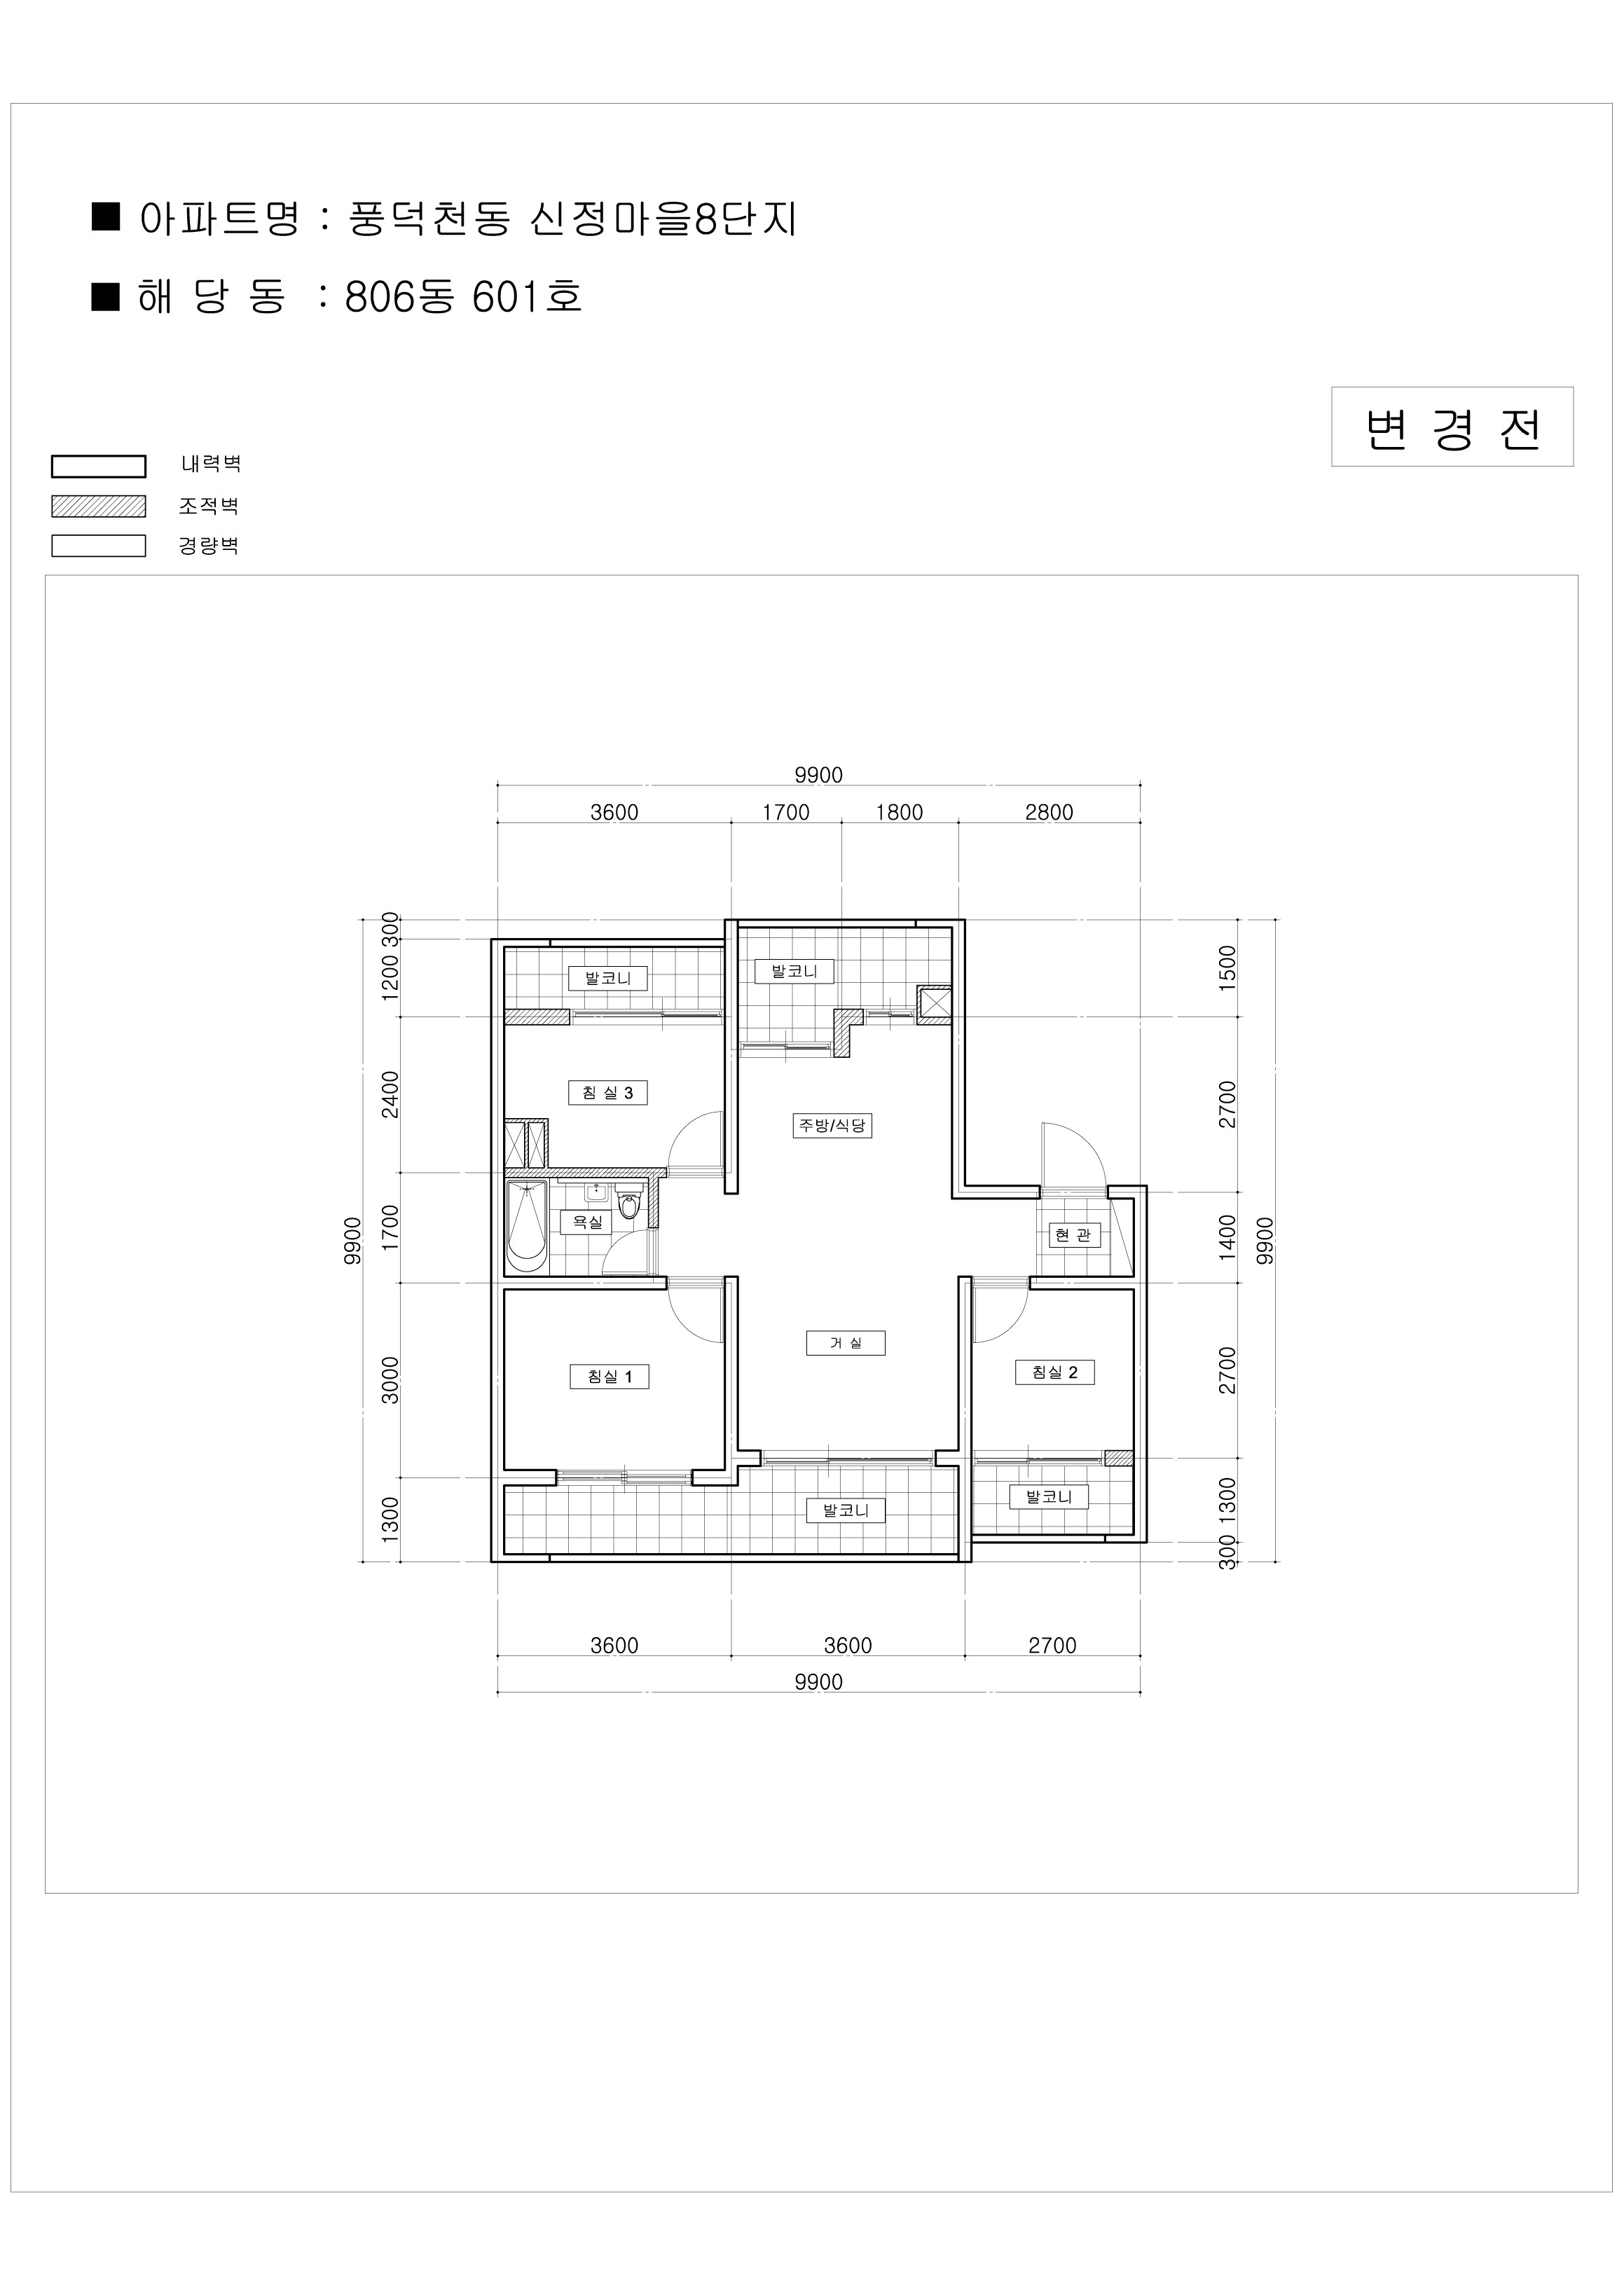 ■ 아파트명 : 풍덕천동 신정마을8단지
■ 해 당 동 : 806동 601호
변 경 전
내력벽
조적벽
경량벽
9900
3600 1700 1800 2800
300
1200
2400
1700
3000
1300
9900
1500
2700
1400
2700
1300
300
9900
발코니
발코니
침 실 3
주방/식당
욕실
현 관
거 실
침실 1
침실 2
발코니
발코니
3600 3600 2700
9900